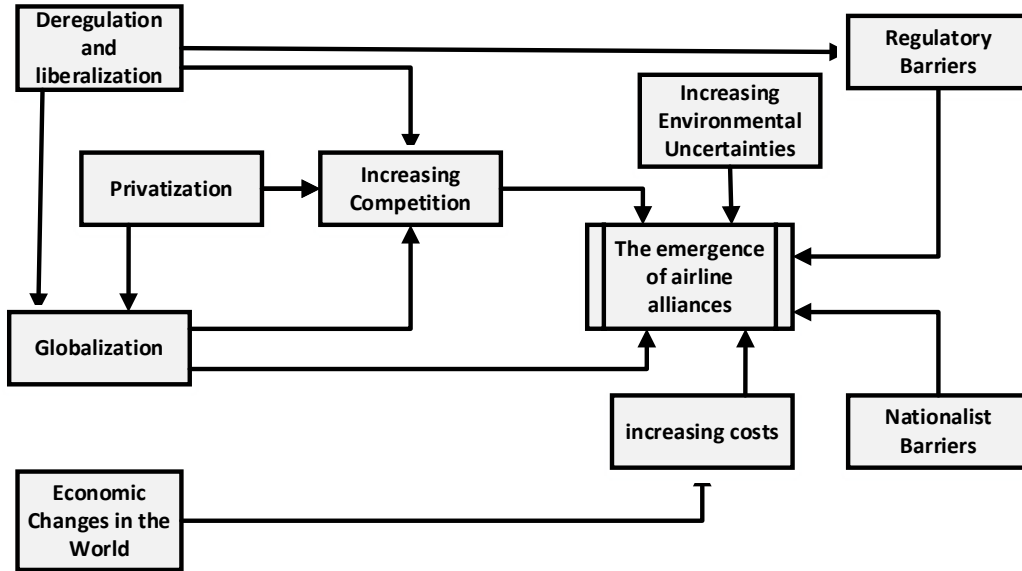 Deregulation
and
liberalization
Regulatory
Barriers
Increasing
Environmental
Uncertainties
Privatization
Increasing
Competition
The emergence
of airline
alliances
Globalization
increasing costs
Nationalist
Barriers
Economic
Changes in the
World